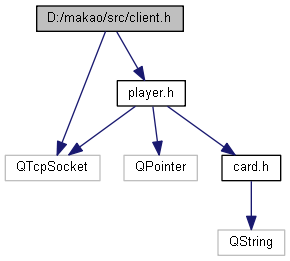 D:/makao/src/client.h
player.h
QTcpSocket
QPointer
card.h
QString